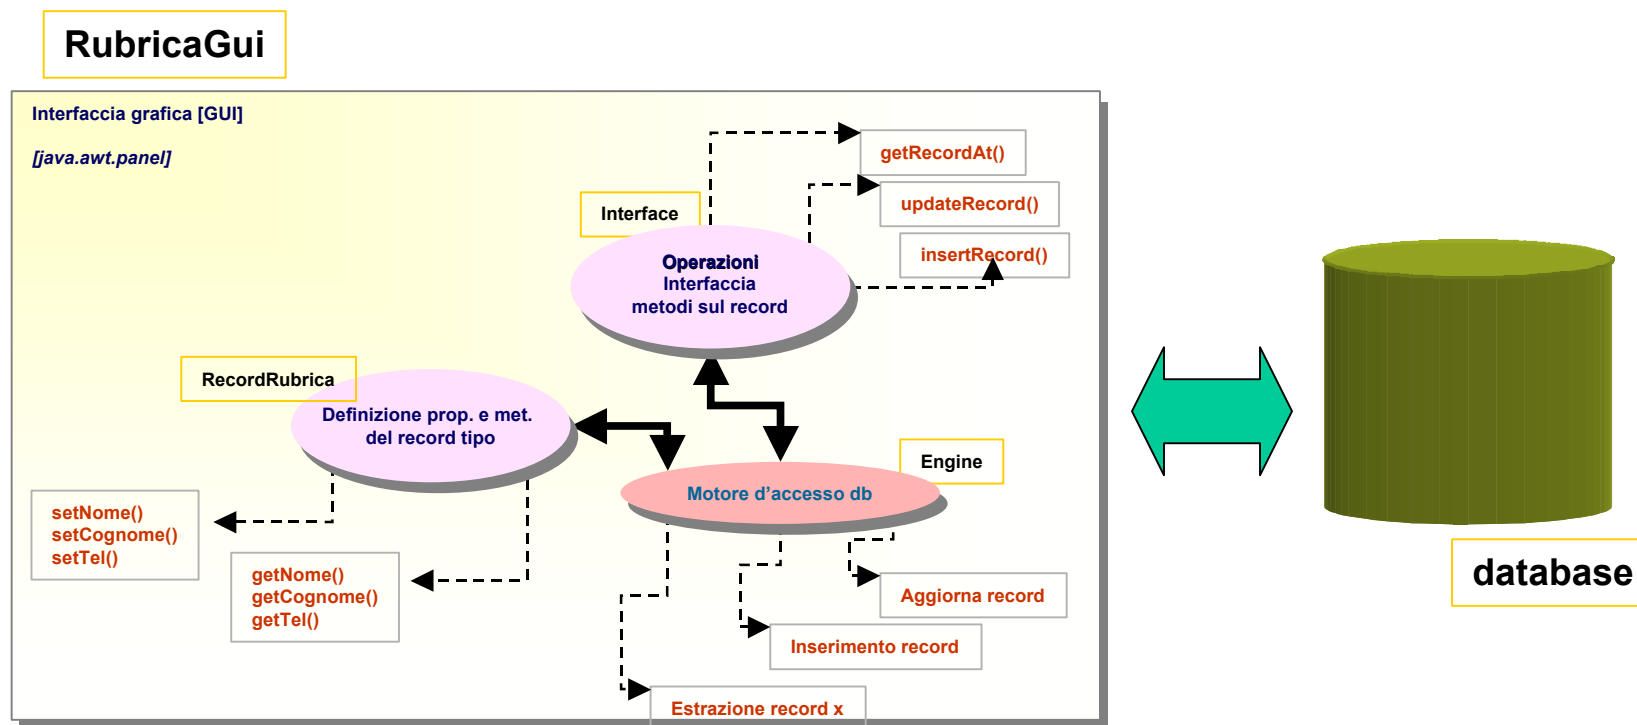 RubricaGui
Interfaccia grafica [GUI]
[java.awt.panel]
getRecordAt()
updateRecord()
Interface
insertRecord()
Operazioni
Interfaccia
metodi sul record
RecordRubrica
Definizione prop. e met.
del record tipo
Engine
Motore d'accesso db
setNome()
setCognome()
setTel()
getNome()
getCognome()
getTel()
Aggiorna record
Inserimento record
Estrazione record x
database